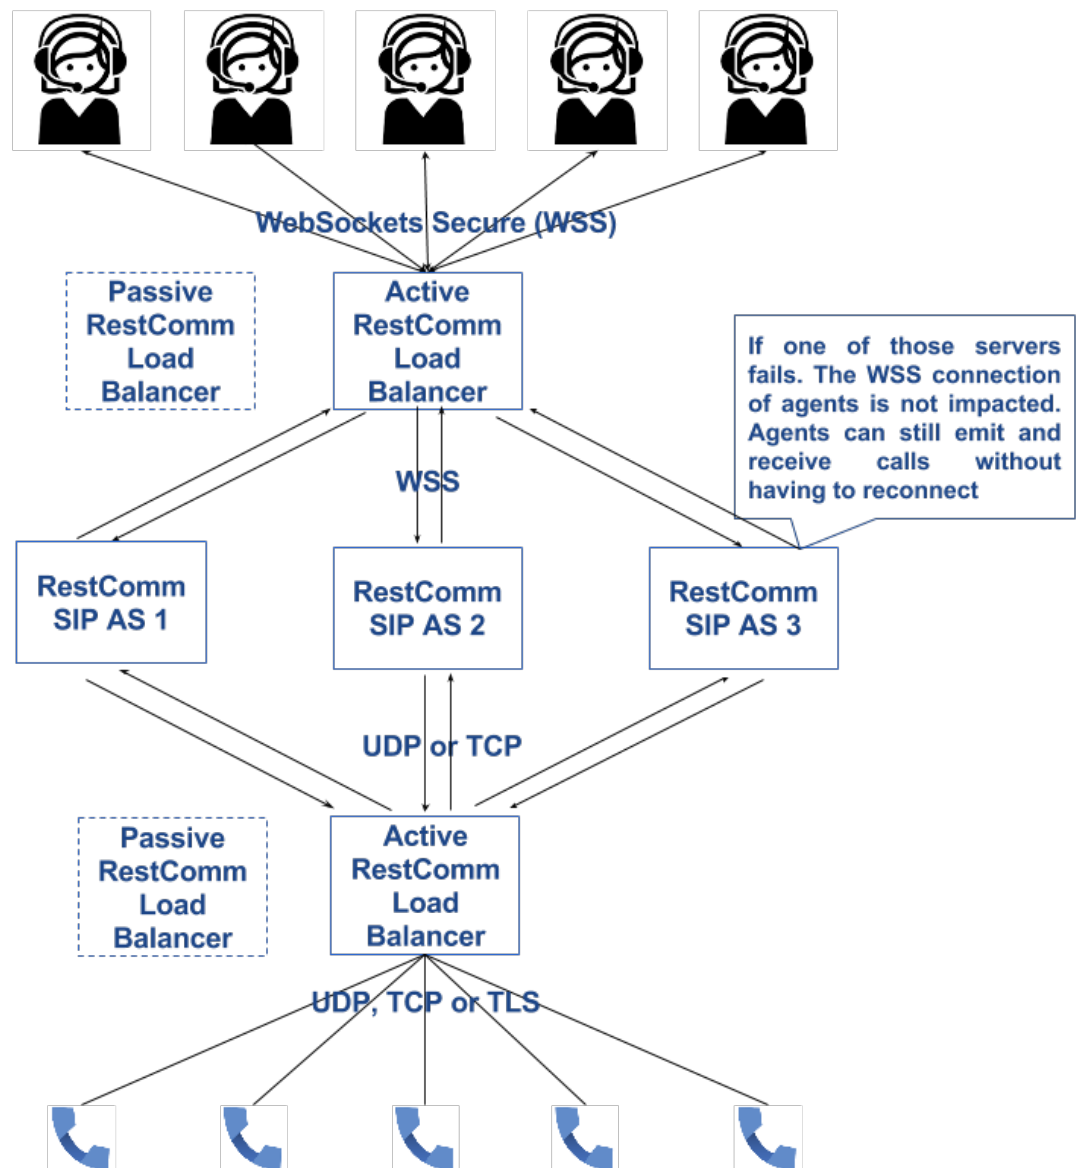 WebSockets Secure (WSS)
Passive
RestComm
Load
Balancer
Active
RestComm
Load
Balancer
If one of those servers
fails. The WSS connection
of agents is not impacted.
Agents can still emit and
receive calls without
having to reconnect
WSS
RestComm
SIP AS 1
RestComm
SIP AS 2
RestComm
SIP AS 3
UDP or TCP
Passive
RestComm
Load
Balancer
Active
RestComm
Load
Balancer
UDP, TCP or TLS